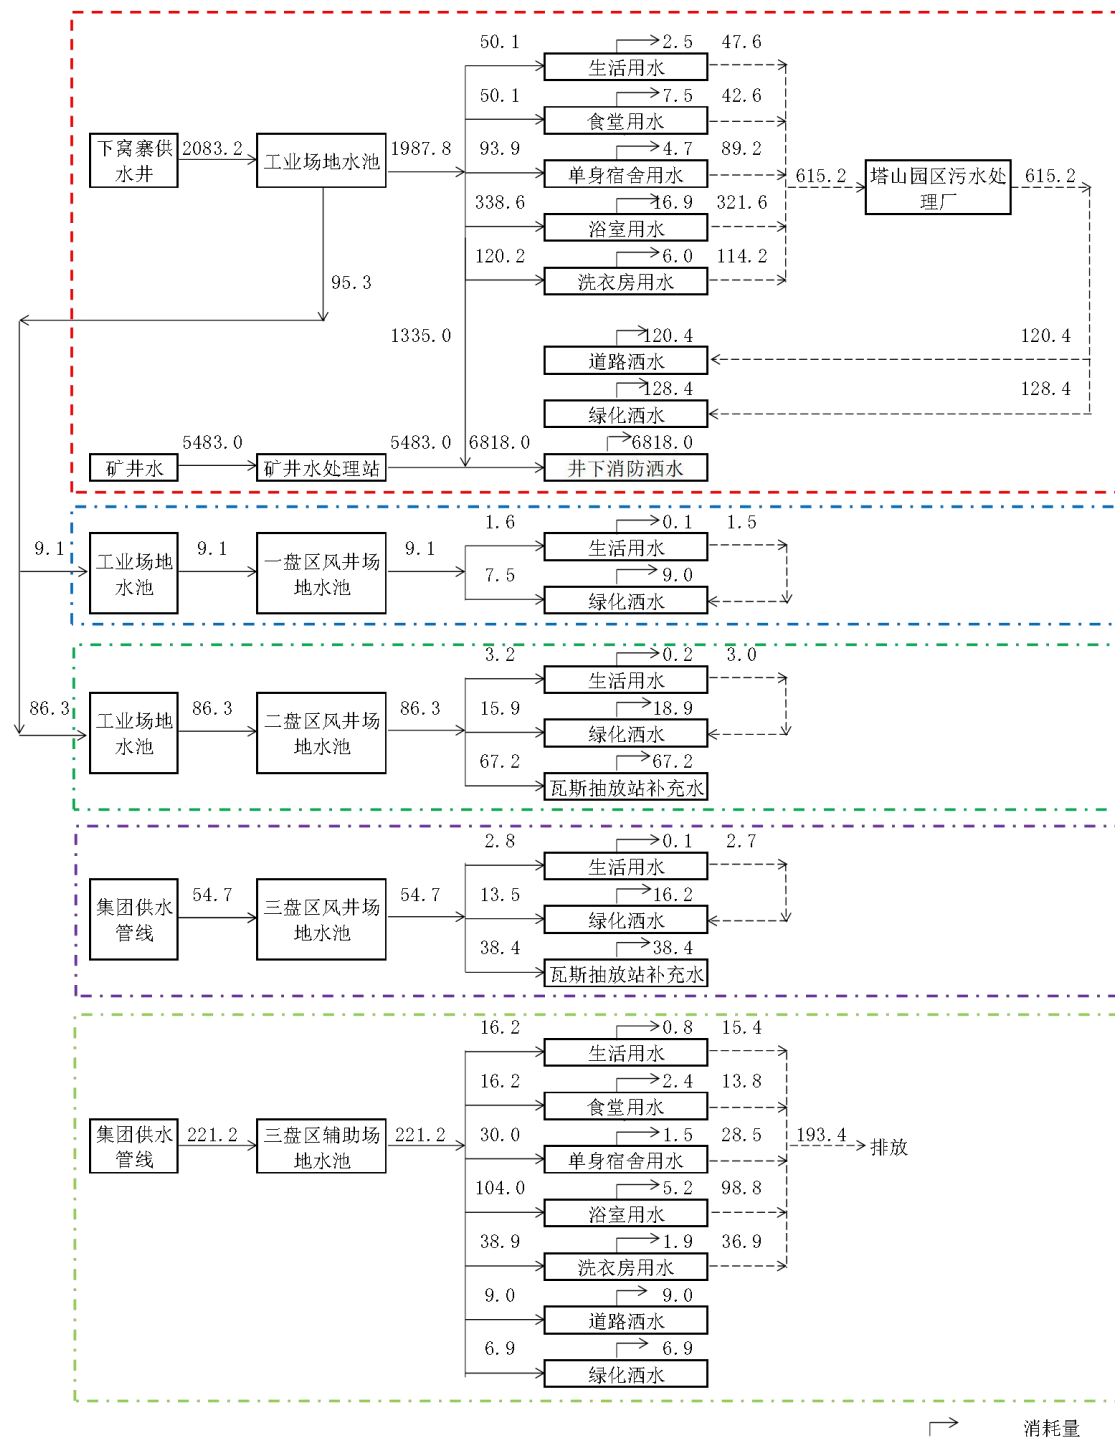 50.1 2.5 47.6
生活用水
50.1 7.5 42.6
食堂用水
下窝寨供
水井
2083.2
工业场地水池
1987.8
93.9 4.7 89.2
单身宿舍用水
615.2
塔山园区污水处
理厂
615.2
338.6 16.9 321.6
浴室用水
120.2 6.0 114.2
洗衣房用水
95.3
1335.0
120.4 120.4
道路洒水
128.4 128.4
绿化洒水
5483.0 5483.0 6818.0 6818.0
矿井水 矿井水处理站 井下消防洒水
1.6 0.1 1.5
生活用水
9.1
工业场地
水池
9.1
一盘区风井场
地水池
9.1
7.5 9.0
绿化洒水
3.2 0.2 3.0
生活用水
86.3
工业场地
水池
86.3
二盘区风井场
地水池
86.3
15.9 18.9
绿化洒水
67.2 67.2
瓦斯抽放站补充水
2.8 0.1 2.7
生活用水
集团供水
管线
54.7
三盘区风井场
地水池
54.7
13.5 16.2
绿化洒水
38.4 38.4
瓦斯抽放站补充水
16.2 0.8 15.4
生活用水
16.2 2.4 13.8
食堂用水
集团供水
管线
221.2
三盘区辅助场
地水池
221.2
30.0 1.5 28.5
单身宿舍用水
193.4
排放
104.0 5.2 98.8
浴室用水
38.9 1.9 36.9
洗衣房用水
9.0 9.0
道路洒水
6.9 6.9
绿化洒水
消耗量